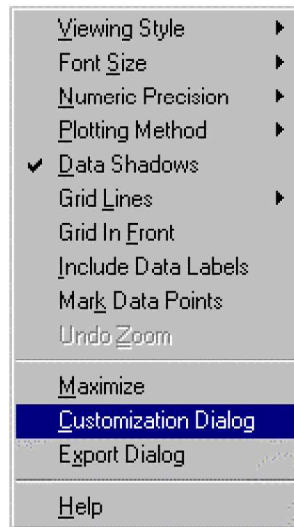 Viewing Style
Font Size
Numeric Precision
Plotting Method
Data Shadows
Grid Lines
Grid In Front
Include Data Labels
Mark Data Points
Undo Zoom
Maximize
Customization Dialog
Export Dialog
Help